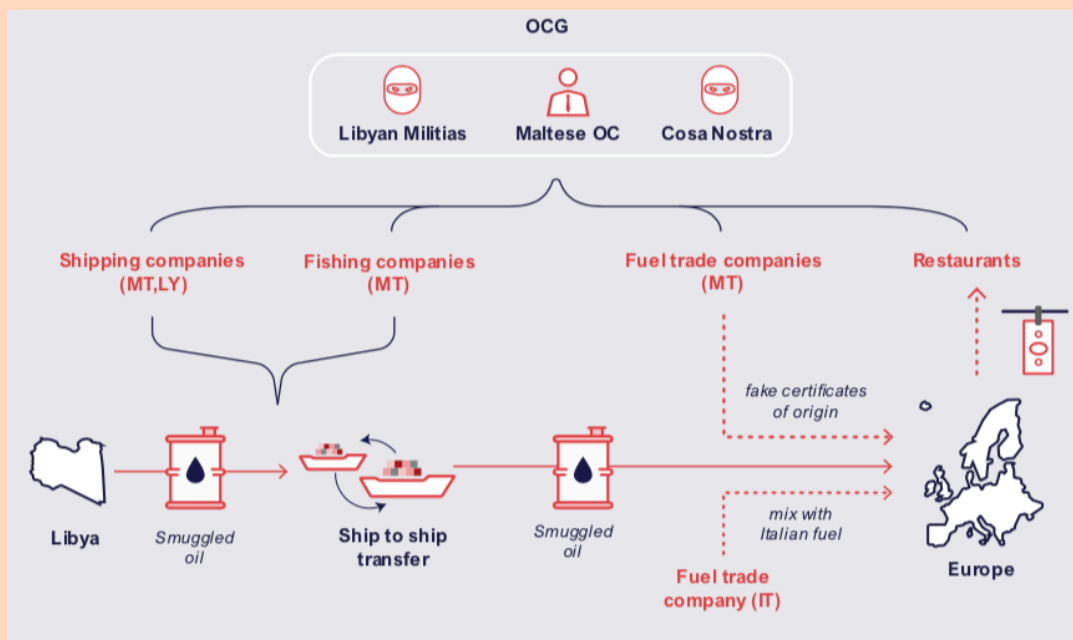 OCG
Libyan Militias
Maltese OC
Cosa Nostra
Shipping companies
(MT,LY)
Fishing companies
(MT)
Fuel trade companies
(MT)
Restaurants
fake certificates
of origin
Libya
Smuggled
oil
Ship to ship
transfer
Smuggled
oil
mix with
Italian fuel
Fuel trade
company (IT)
Europe